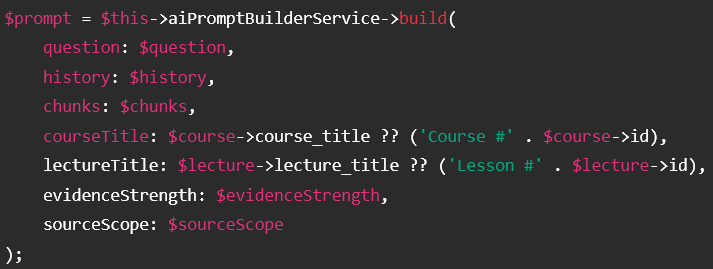 $prompt = $this->aiPromptBuilderService->build(
    question: $question,
    history: $history,
    chunks: $chunks,
    courseTitle: $course->course_title ?? ('Course #' . $course->id),
    lectureTitle: $lecture->lecture_title ?? ('Lesson #' . $lecture->id),
    evidenceStrength: $evidenceStrength,
    sourceScope: $sourceScope
);